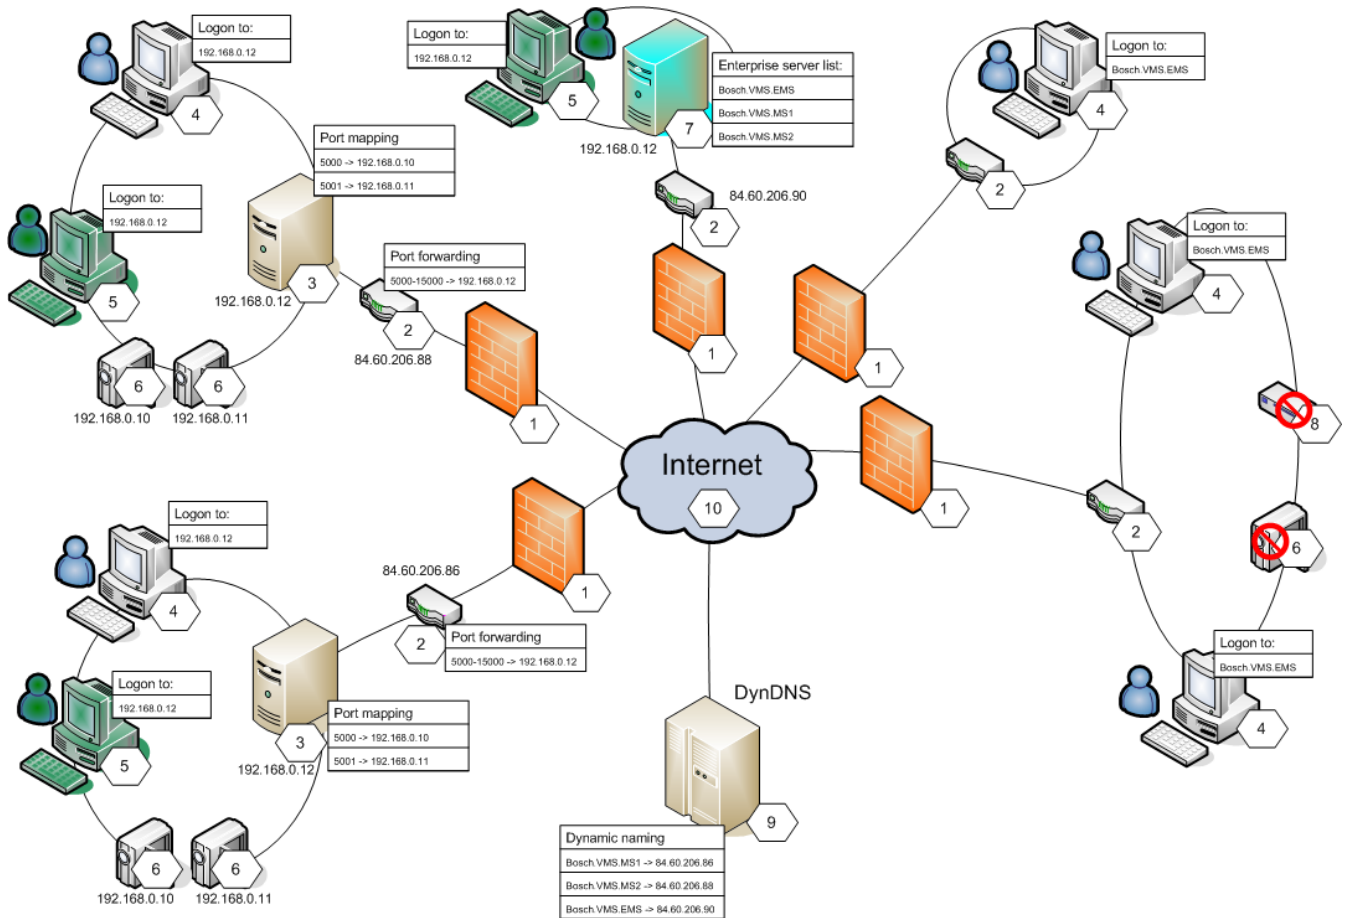 Logon to:
192.168.0.12
4
Logon to:
192.168.0.12
5
Port mapping
5000 -> 192.168.0.10
5001 -> 192.168.0.11
3
192.168.0.12
6
6
192.168.0.10
192.168.0.11
Port forwarding
5000-15000 -> 192.168.0.12
2
84.60.206.88
1
Logon to:
192.168.0.12
5
7
192.168.0.12
Enterprise server list:
Bosch.VMS.EMS
Bosch.VMS.MS1
Bosch.VMS.MS2
84.60.206.90
2
1
Logon to:
Bosch.VMS.EMS
4
2
1
Logon to:
Bosch.VMS.EMS
4
8
6
2
1
Logon to:
Bosch.VMS.EMS
4
Internet
10
Logon to:
192.168.0.12
4
Logon to:
192.168.0.12
5
3
192.168.0.12
Port mapping
5000 -> 192.168.0.10
5001 -> 192.168.0.11
6
6
192.168.0.10
192.168.0.11
84.60.206.86
2
Port forwarding
5000-15000 -> 192.168.0.12
1
DynDNS
9
Dynamic naming
Bosch.VMS.MS1 -> 84.60.206.86
Bosch.VMS.MS2 -> 84.60.206.88
Bosch.VMS.EMS -> 84.60.206.90